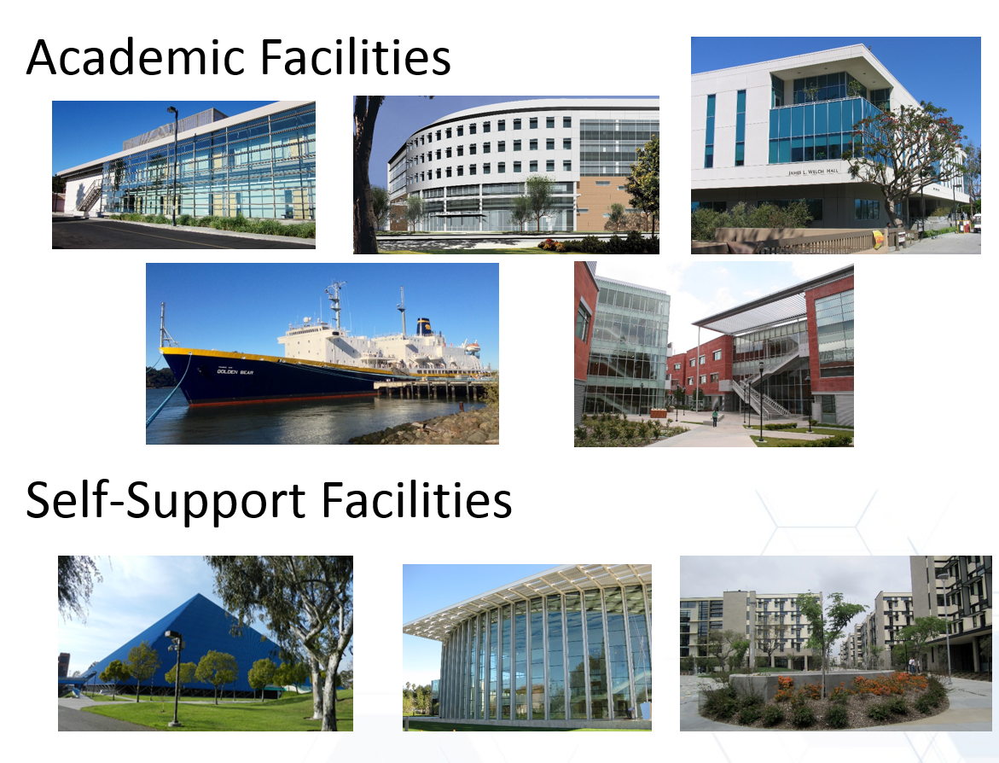 Academic Facilities
JAMES L. WELCH HALL
GOLDEN BEAR
Self-Support Facilities